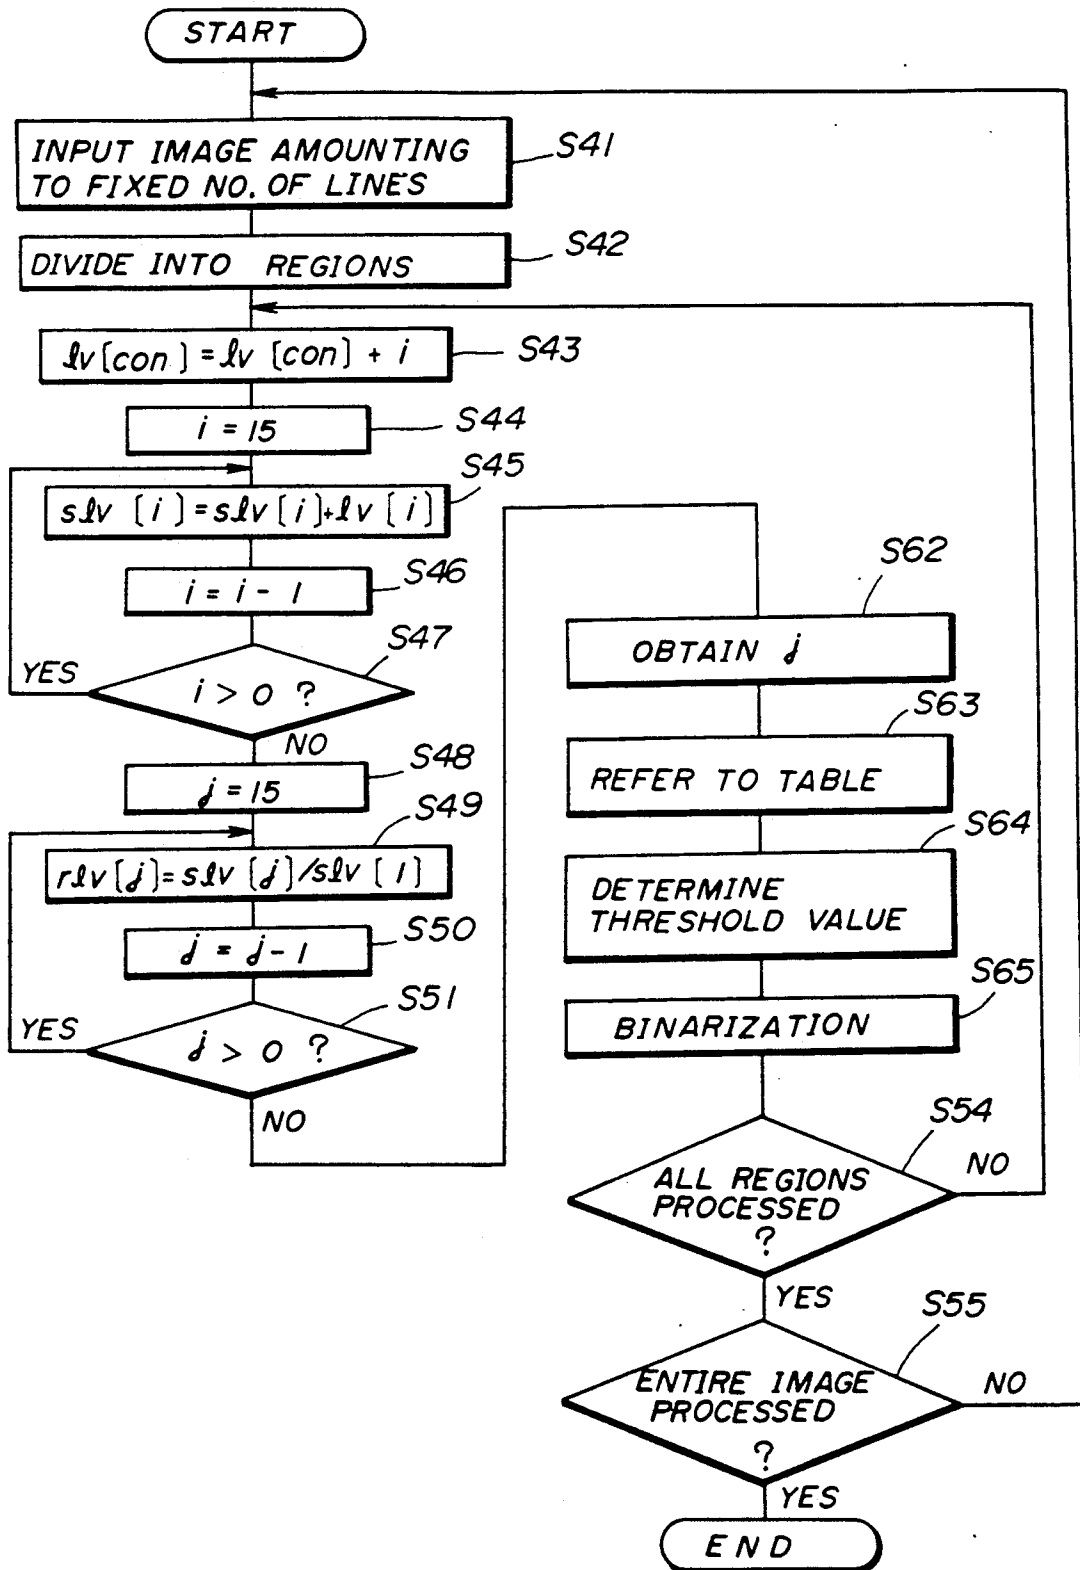 START
INPUT IMAGE AMOUNTING
TO FIXED NO. OF LINES
S41
DIVIDE INTO REGIONS
S42
lv[con] = lv [con] + i
S43
i = 15
S44
slv [i] = slv [i] + lv [i]
S45
i = i - 1
S46
i > 0 ?
S47
YES
NO
j = 15
S48
rlv [j] = slv [j] / slv [1]
S49
j = j - 1
S50
j > 0 ?
S51
YES
NO
OBTAIN j
S62
REFER TO TABLE
S63
DETERMINE
THRESHOLD VALUE
S64
BINARIZATION
S65
ALL REGIONS
PROCESSED
?
S54
NO
YES
ENTIRE IMAGE
PROCESSED
?
S55
NO
YES
END